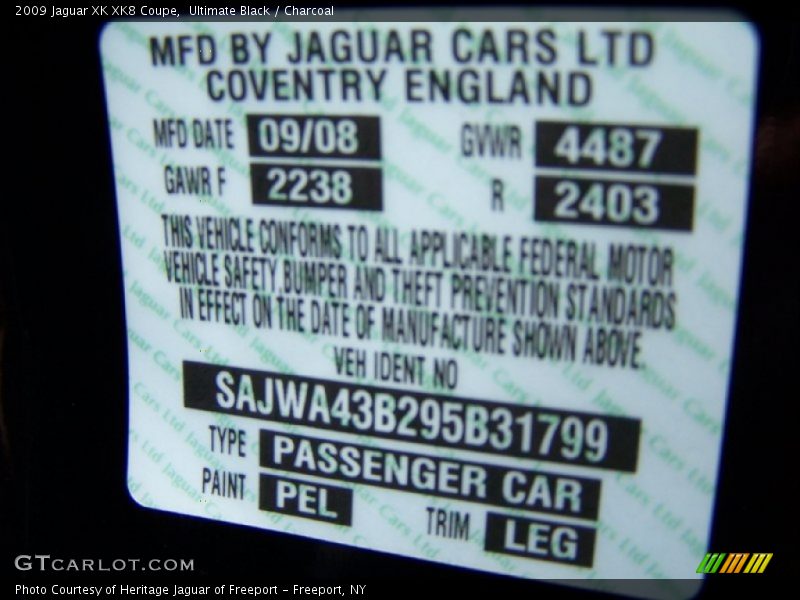 2009 Jaguar XK XK8 Coupe,  Ultimate Black / Charcoal
MFD BY JAGUAR CARS LTD
COVENTRY ENGLAND
MFD DATE 09/08 GVWR 4487
GAWR F 2238 R 2403
THIS VEHICLE CONFORMS TO ALL APPLICABLE FEDERAL MOTOR
VEHICLE SAFETY,BUMPER AND THEFT PREVENTION STANDARDS
IN EFFECT ON THE DATE OF MANUFACTURE SHOWN ABOVE.
VEH IDENT NO
SAJWA43B295B31799
TYPE PASSENGER CAR
PAINT PEL TRIM LEG
GTCARLOT.COM
Photo Courtesy of Heritage Jaguar of Freeport – Freeport, NY